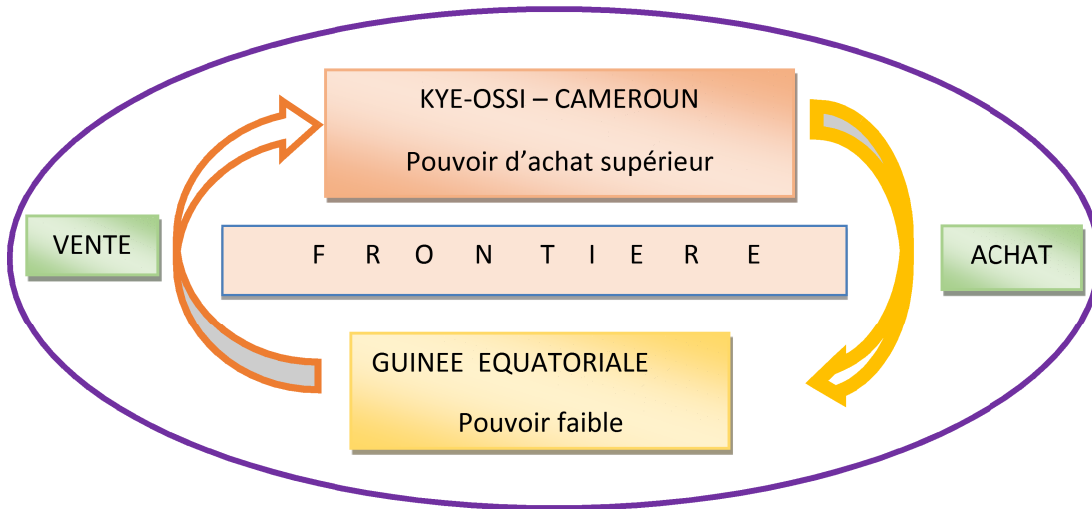 KYE-OSSI – CAMEROUN
Pouvoir d’achat supérieur
VENTE
F R O N T I E R E
ACHAT
GUINEE EQUATORIALE
Pouvoir faible